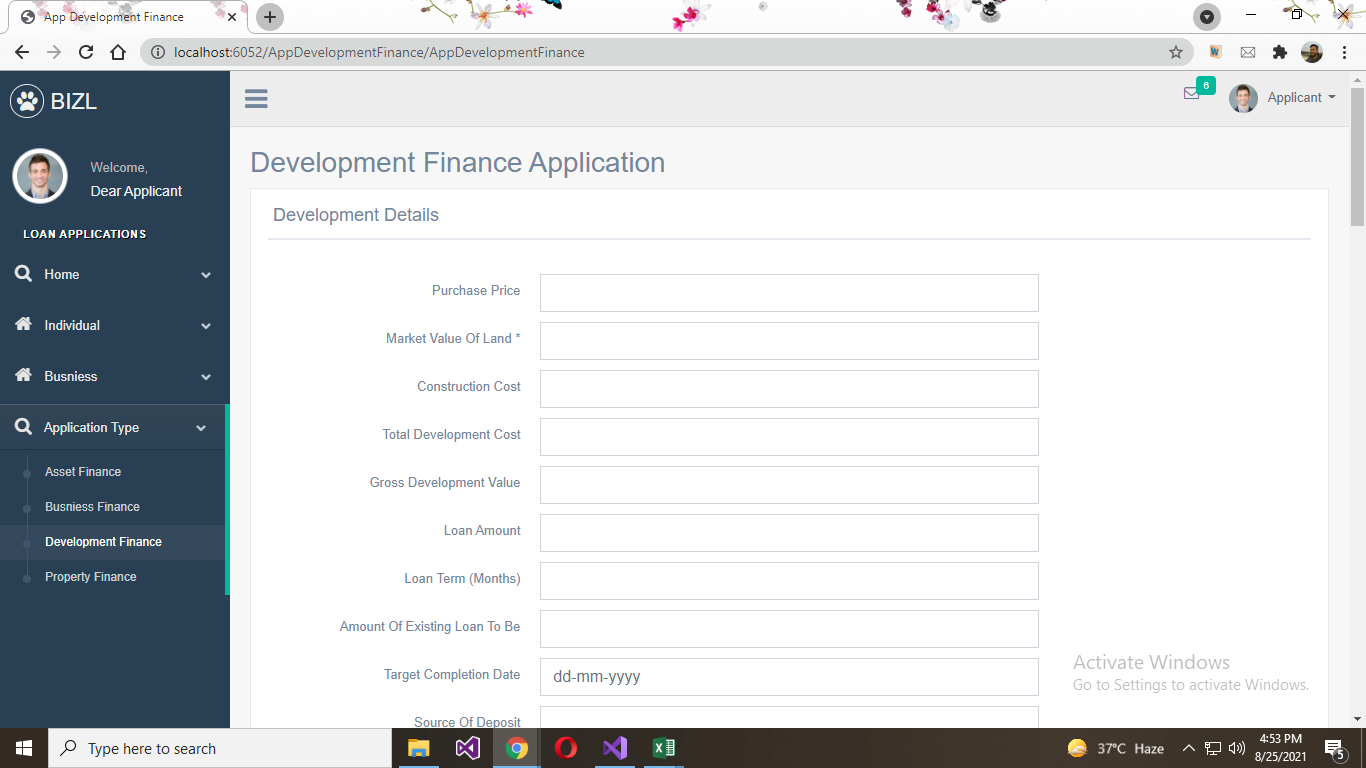 App Development Finance
localhost:6052/AppDevelopmentFinance/AppDevelopmentFinance
BIZL
6
Applicant
Welcome,
Dear Applicant
LOAN APPLICATIONS
Home
Individual
Busniess
Application Type
Asset Finance
Busniess Finance
Development Finance
Property Finance
Development Finance Application
Development Details
Purchase Price
Market Value Of Land *
Construction Cost
Total Development Cost
Gross Development Value
Loan Amount
Loan Term (Months)
Amount Of Existing Loan To Be
Target Completion Date
dd-mm-yyyy
Source Of Deposit
Activate Windows
Go to Settings to activate Windows.
Type here to search
37°C Haze
4:53 PM
8/25/2021
5